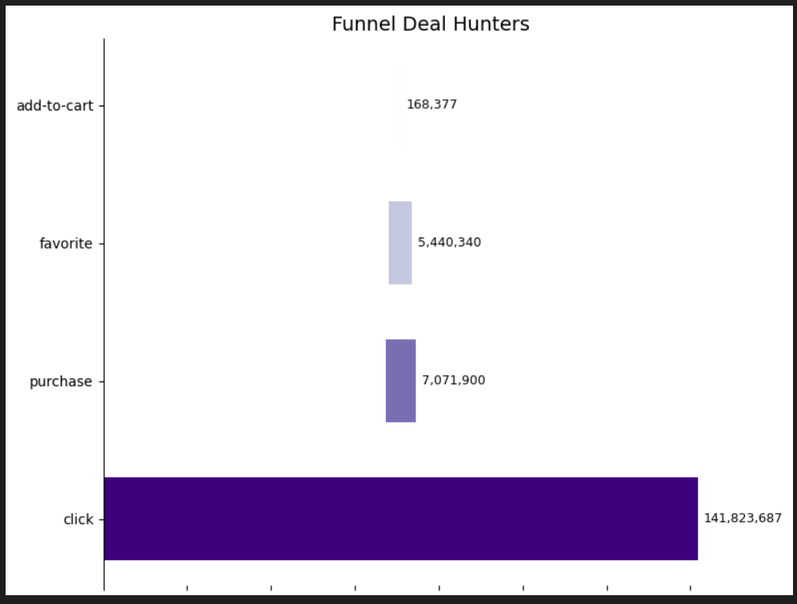 Funnel Deal Hunters
add-to-cart
168,377
favorite
5,440,340
purchase
7,071,900
click
141,823,687